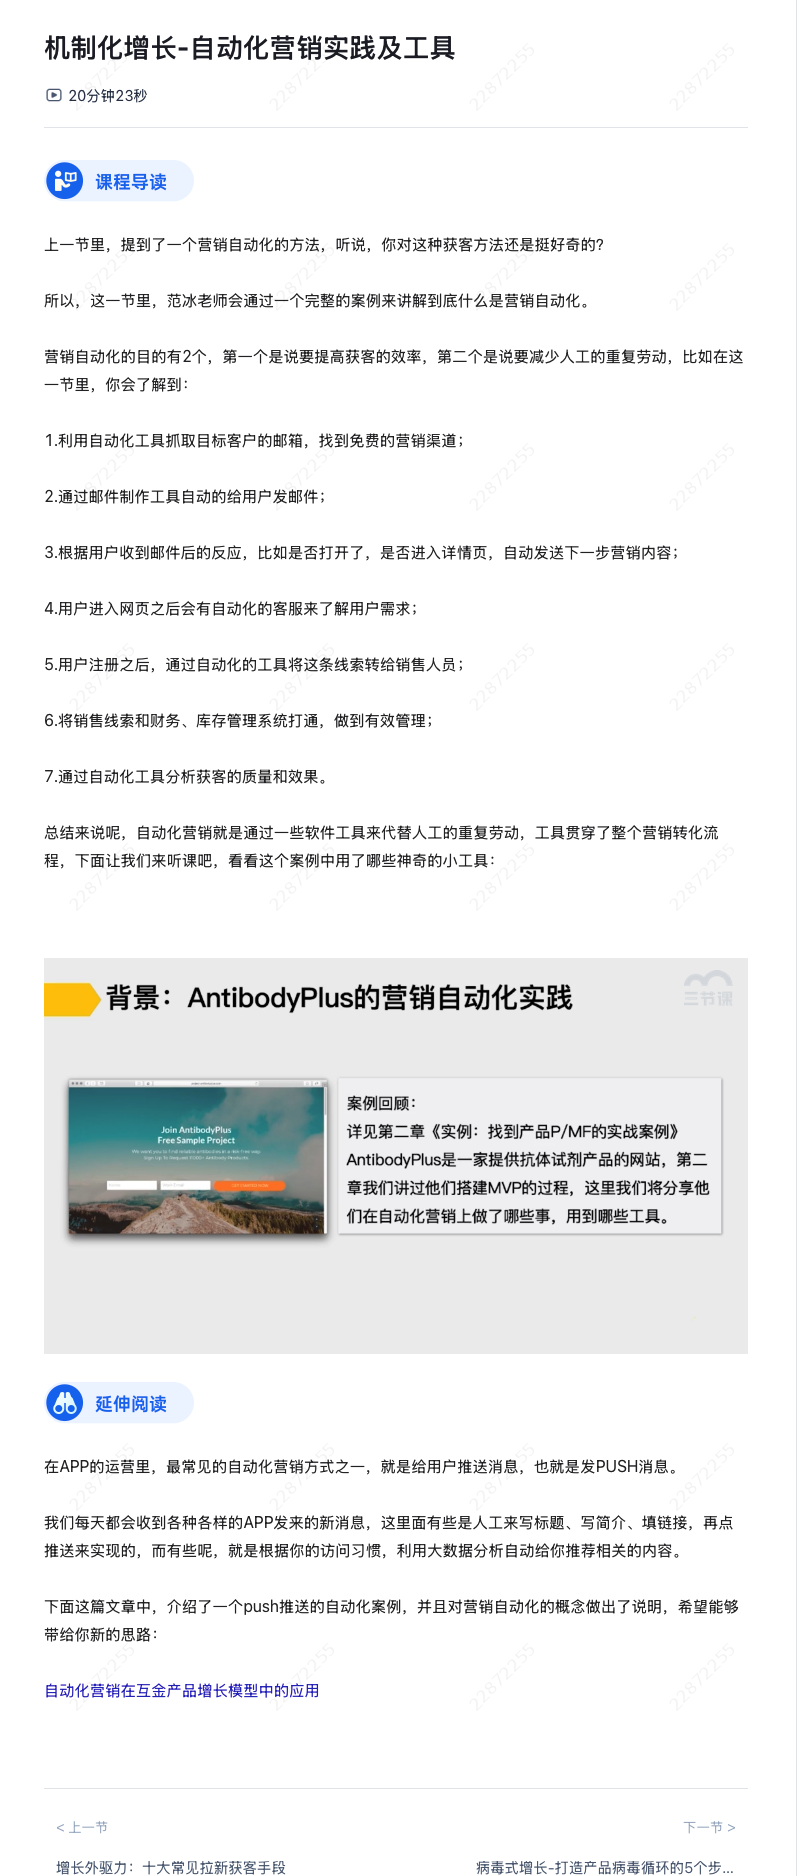 机制化增长-自动化营销实践及工具
20分钟23秒
课程导读
上一节里，提到了一个营销自动化的方法，听说，你对这种获客方法还是挺好奇的?
所以，这一节里，范冰老师会通过一个完整的案例来讲解到底什么是营销自动化。
营销自动化的目的有2个，第一个是说要提高获客的效率，第二个是说要减少人工的重复劳动，比如在这
一节里，你会了解到：
1.利用自动化工具抓取目标客户的邮箱，找到免费的营销渠道；
2.通过邮件制作工具自动的给用户发邮件；
3.根据用户收到邮件后的反应，比如是否打开了，是否进入详情页，自动发送下一步营销内容；
4.用户进入网页之后会有自动化的客服来了解用户需求；
5.用户注册之后，通过自动化的工具将这条线索转给销售人员；
6.将销售线索和财务、库存管理系统打通，做到有效管理；
7.通过自动化工具分析获客的质量和效果。
总结来说呢，自动化营销就是通过一些软件工具来代替人工的重复劳动，工具贯穿了整个营销转化流
程，下面让我们来听课吧，看看这个案例中用了哪些神奇的小工具：
背景：AntibodyPlus的营销自动化实践
三节课
Join AntibodyPlus
Free Sample Project
案例回顾：
详见第二章《实例：找到产品P/MF的实战案例》
AntibodyPlus是一家提供抗体试剂产品的网站，第二
章我们讲过他们搭建MVP的过程，这里我们将分享他
们在自动化营销上做了哪些事，用到哪些工具。
延伸阅读
在APP的运营里，最常见的自动化营销方式之一，就是给用户推送消息，也就是发PUSH消息。
我们每天都会收到各种各样的APP发来的新消息，这里面有些是人工来写标题、写简介、填链接，再点
推送来实现的，而有些呢，就是根据你的访问习惯，利用大数据分析自动给你推荐相关的内容。
下面这篇文章中，介绍了一个push推送的自动化案例，并且对营销自动化的概念做出了说明，希望能够
带给你新的思路：
自动化营销在互金产品增长模型中的应用
< 上一节
下一节 >
增长外驱力：十大常见拉新获客手段
病毒式增长-打造产品病毒循环的5个步...
22872255